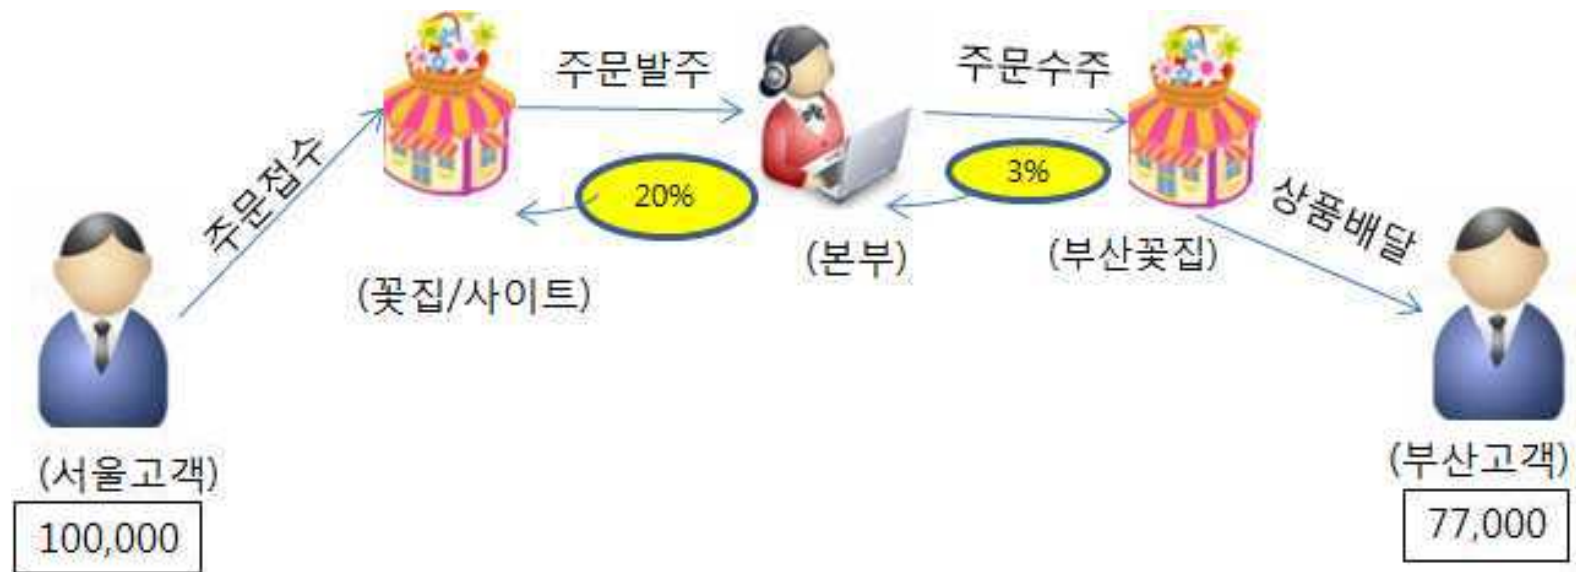 주문접수
주문발주
주문수주
상품배달
20%
3%
(서울고객)
(꽃집/사이트)
(본부)
(부산꽃집)
(부산고객)
100,000
77,000